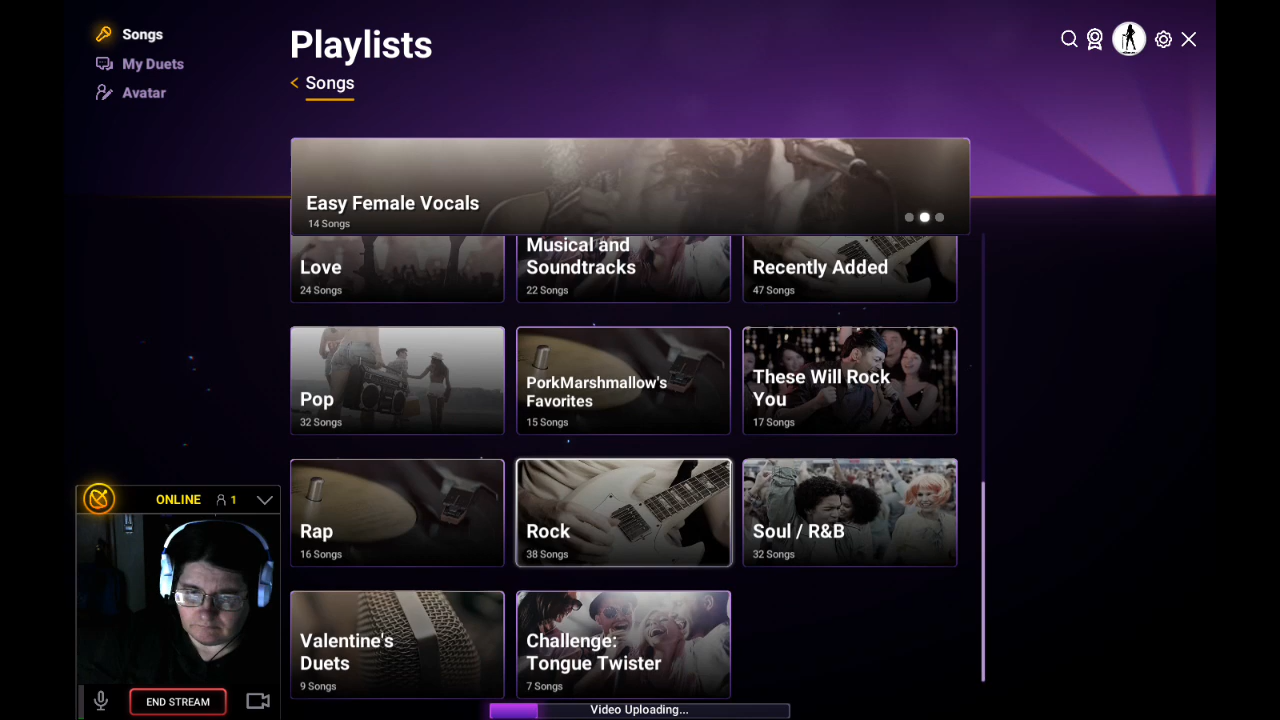 Songs
My Duets
Avatar
Playlists
< Songs
Easy Female Vocals
14 Songs
Love
24 Songs
Musical and
Soundtracks
22 Songs
Recently Added
47 Songs
Pop
32 Songs
PorkMarshmallow's
Favorites
15 Songs
These Will Rock
You
17 Songs
Rap
16 Songs
Rock
38 Songs
Soul / R&B
32 Songs
Valentine's
Duets
9 Songs
Challenge:
Tongue Twister
7 Songs
ONLINE 1
END STREAM
Video Uploading...